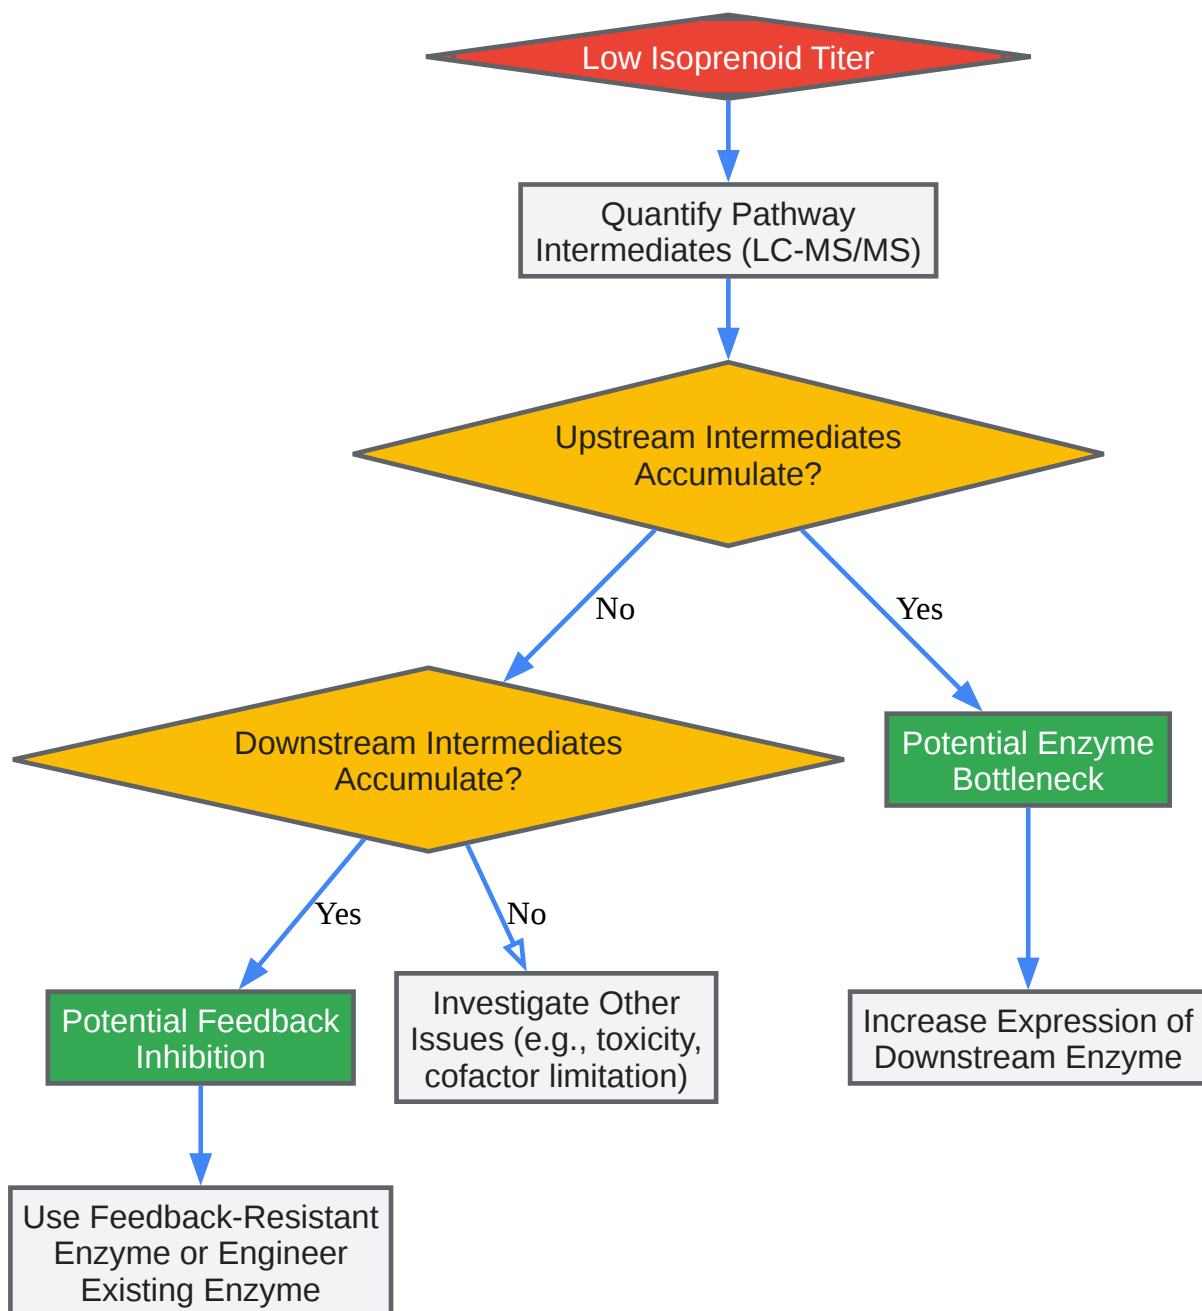 Low Isoprenoid Titer
Quantify Pathway
Intermediates (LC-MS/MS)
Upstream Intermediates
Accumulate?
No
Yes
Downstream Intermediates
Accumulate?
Potential Enzyme
Bottleneck
Yes
No
Potential Feedback
Inhibition
Investigate Other
Issues (e.g., toxicity,
cofactor limitation)
Increase Expression of
Downstream Enzyme
Use Feedback-Resistant
Enzyme or Engineer
Existing Enzyme